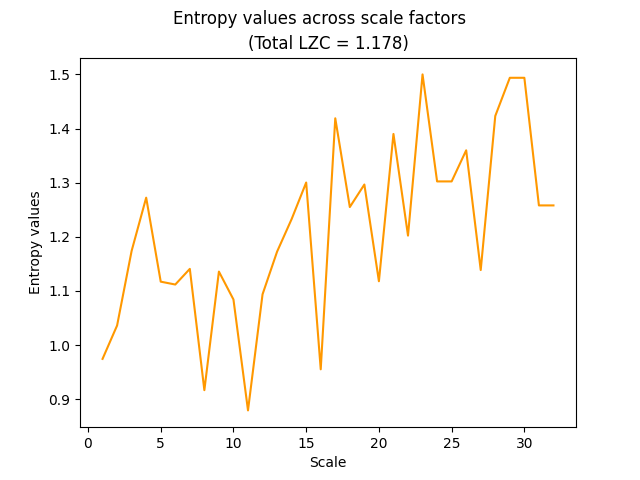 Entropy values across scale factors
(Total LZC = 1.178)
1.5
1.4
1.3
1.2
1.1
1.0
0.9
Entropy values
0 5 10 15 20 25 30
Scale